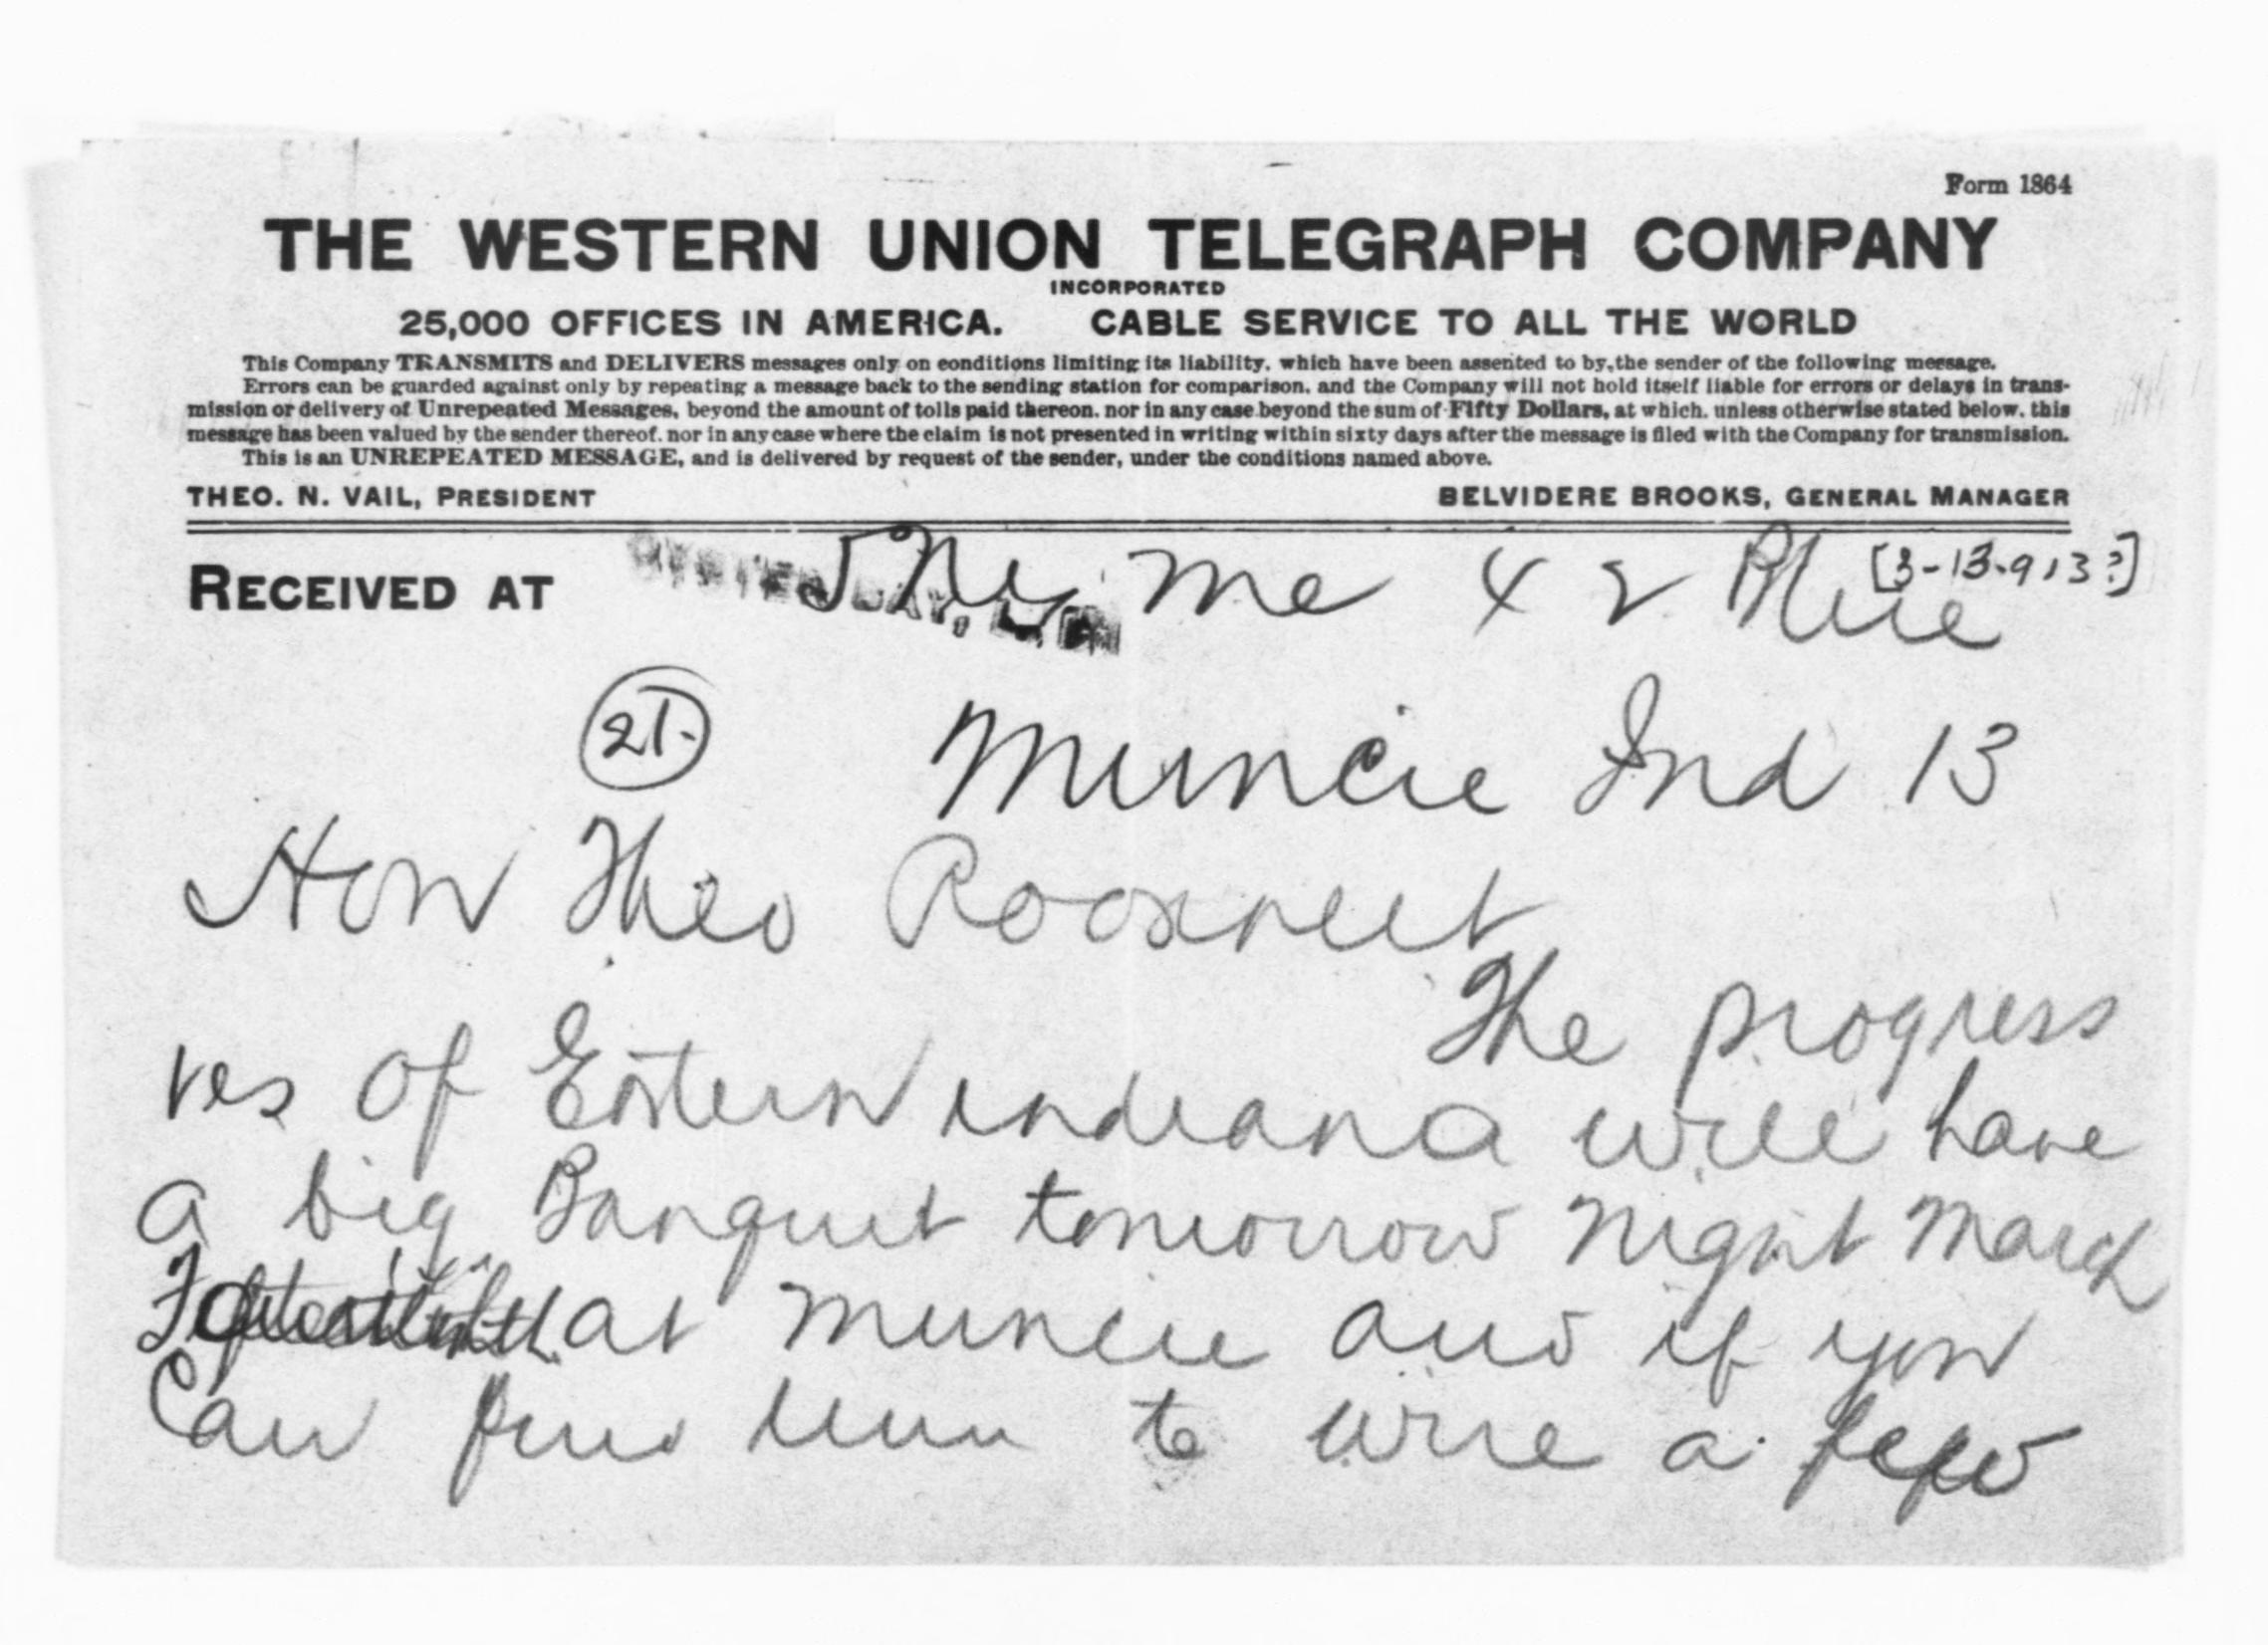 Form 1864
THE WESTERN UNION TELEGRAPH COMPANY
INCORPORATED
25,000 OFFICES IN AMERICA. CABLE SERVICE TO ALL THE WORLD
This Company TRANSMITS and DELIVERS messages only on conditions limiting its liability, which have been assented to by the sender of the following message.
Errors can be guarded against only by repeating a message back to the sending station for comparison, and the Company will not hold itself liable for errors or delays in trans-
mission or delivery of Unrepeated Messages, beyond the amount of tolls paid thereon, nor in any case beyond the sum of Fifty Dollars, at which, unless otherwise stated below, this
message has been valued by the sender thereof, nor in any case where the claim is not presented in writing within sixty days after the message is filed with the Company for transmission.
This is an UNREPEATED MESSAGE, and is delivered by request of the sender, under the conditions named above.
THEO. N. VAIL, PRESIDENT BELVIDERE BROOKS, GENERAL MANAGER
RECEIVED AT 5 Ny Me 42 Blue [3-13-913?]
21. Muncie Ind 13
Hon Theo Roosevelt
The progress
ves of Eastern indiana will have
a big Banquet tomorrow night March
at Muncie and if you
Can find time to wire a few